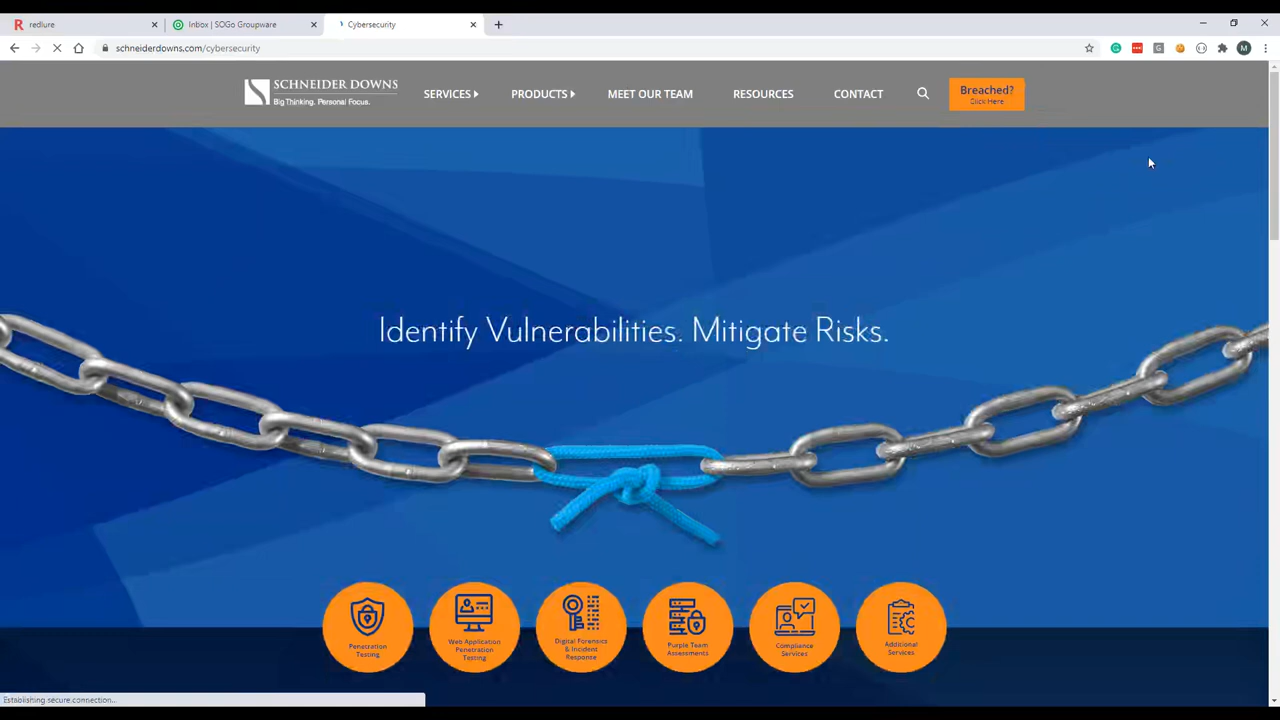 redlure
Inbox | SOGo Groupware
Cybersecurity
schneiderdowns.com/cybersecurity
SCHNEIDER DOWNS
Big Thinking. Personal Focus.
SERVICES
PRODUCTS
MEET OUR TEAM
RESOURCES
CONTACT
Breached?
Click Here
Identify Vulnerabilities. Mitigate Risks.
Penetration
Testing
Web Application
Penetration
Testing
Digital Forensics
& Incident
Response
Purple Team
Assessments
Compliance
Services
Additional
Services
Establishing secure connection...